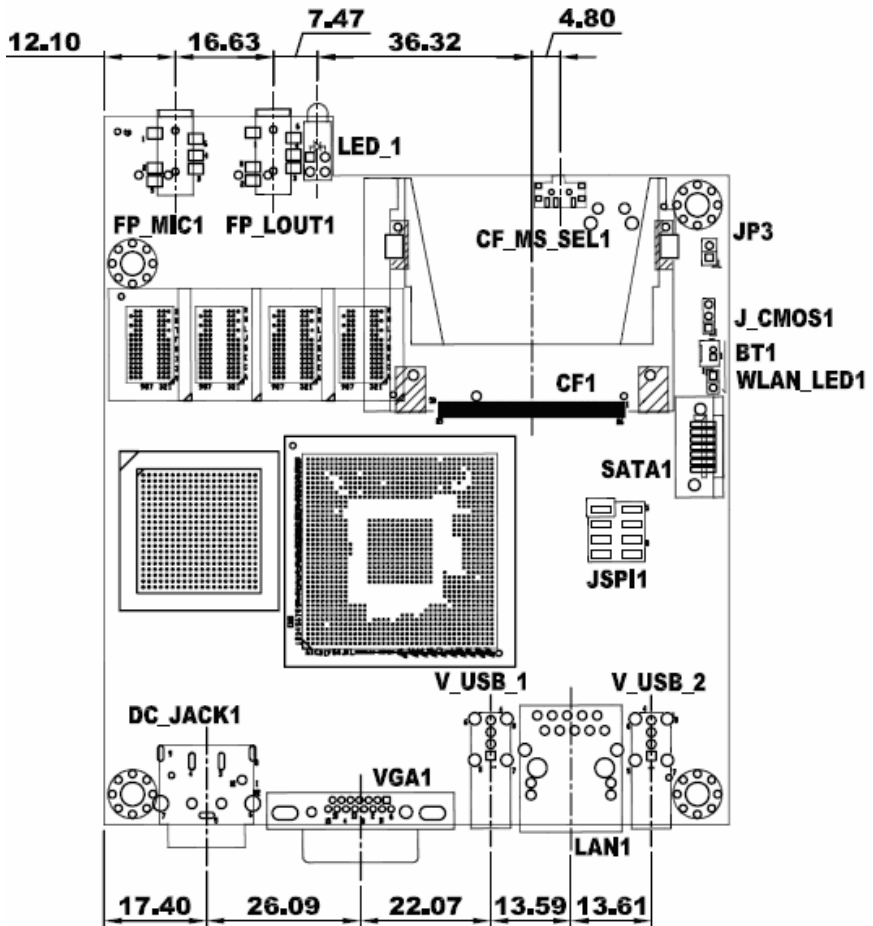 7.47
4.80
12.10
16.63
36.32
LED_1
FP_MIC1
FP_LOUT1
CF_MS_SEL1
JP3
J_CMOS1
BT1
CF1
WLAN_LED1
SATA1
JSPI1
V_USB_1
V_USB_2
DC_JACK1
VGA1
LAN1
17.40
26.09
22.07
13.59
13.61